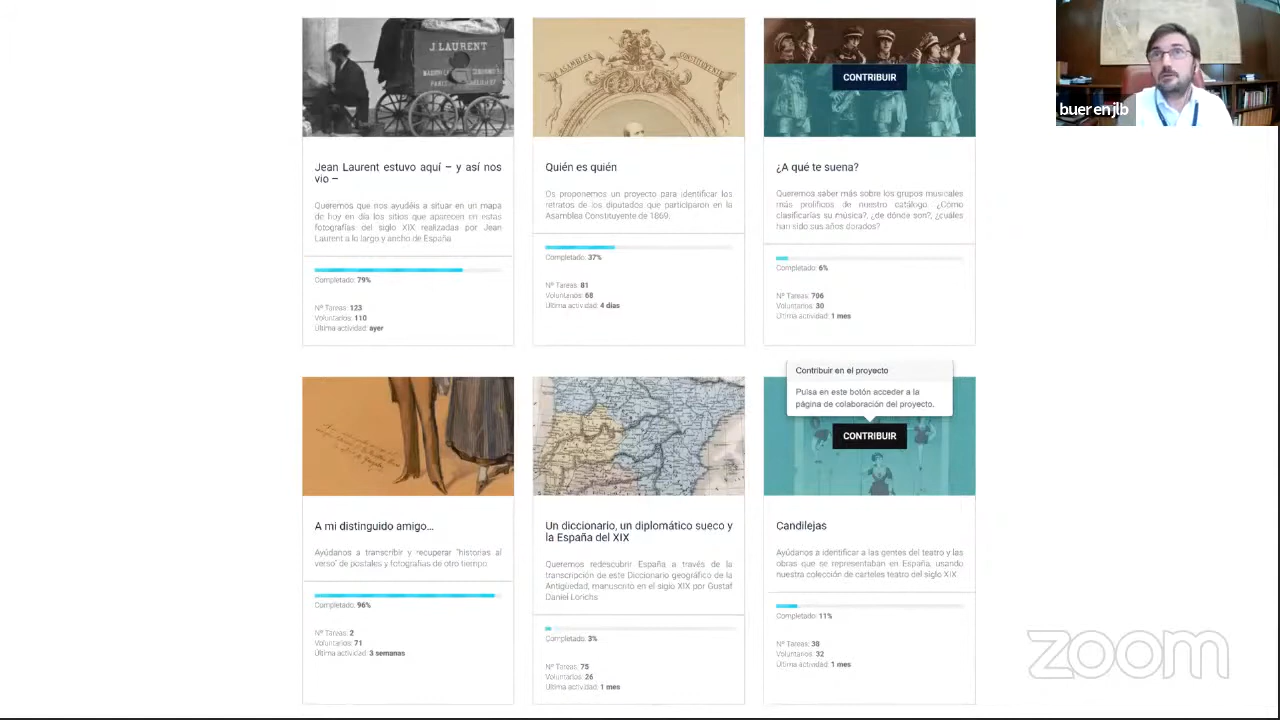 J. LAURENT
ASAMBLEA CONSTITUYENTE
CONTRIBUIR
buerenjlb
Jean Laurent estuvo aquí – y así nos
vio –
Queremos que nos ayudéis a situar en un mapa
de hoy en día los sitios que aparecen en estas
fotografías del siglo XIX realizadas por Jean
Laurent a lo largo y ancho de España
Completado: 79%
Nº Tareas: 123
Voluntarios: 110
Última actividad: ayer
Quién es quién
Os proponemos un proyecto para identificar los
retratos de los diputados que participaron en la
Asamblea Constituyente de 1869.
Completado: 37%
Nº Tareas: 81
Voluntarios: 68
Última actividad: 4 días
¿A qué te suena?
Queremos saber más sobre los grupos musicales
más prolíficos de nuestro catálogo. ¿Cómo
clasificarías su música?, ¿de dónde son?, ¿cuáles
han sido sus años dorados?
Completado: 6%
Nº Tareas: 796
Voluntarios: 30
Última actividad: 1 mes
Contribuir en el proyecto
Pulsa en este botón acceder a la
página de colaboración del proyecto.
CONTRIBUIR
A mi distinguido amigo...
Ayúdanos a transcribir y recuperar "historias al
verso" de postales y fotografías de otro tiempo
Completado: 96%
Nº Tareas: 2
Voluntarios: 71
Última actividad: 3 semanas
Un diccionario, un diplomático sueco y
la España del XIX
Queremos redescubrir España a través de la
transcripción de este Diccionario geográfico de la
Antigüedad, manuscrito en el siglo XIX por Gustaf
Daniel Lorichs
Completado: 3%
Nº Tareas: 75
Voluntarios: 26
Última actividad: 1 mes
Candilejas
Ayúdanos a identificar a las gentes del teatro y las
obras que se representaban en España, usando
nuestra colección de carteles teatro del siglo XIX
Completado: 11%
Nº Tareas: 38
Voluntarios: 32
Última actividad: 1 mes
zoom